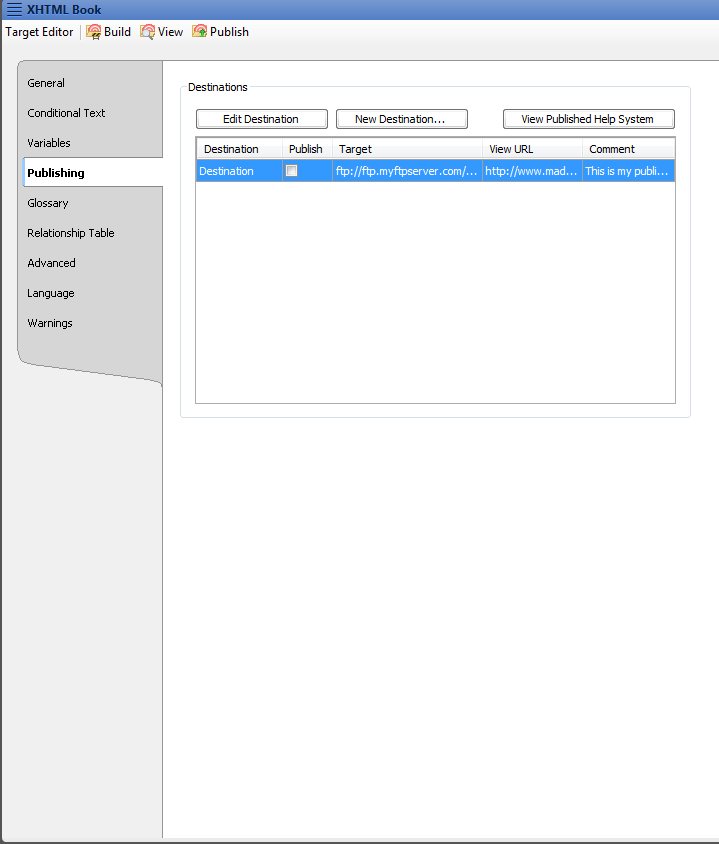 XHTML Book
Target Editor Build View Publish
General
Conditional Text
Variables
Publishing
Glossary
Relationship Table
Advanced
Language
Warnings
Destinations
Edit Destination New Destination... View Published Help System
Destination Publish Target View URL Comment
Destination ftp://ftp.myftpserver.com/... http://www.mad... This is my publi...